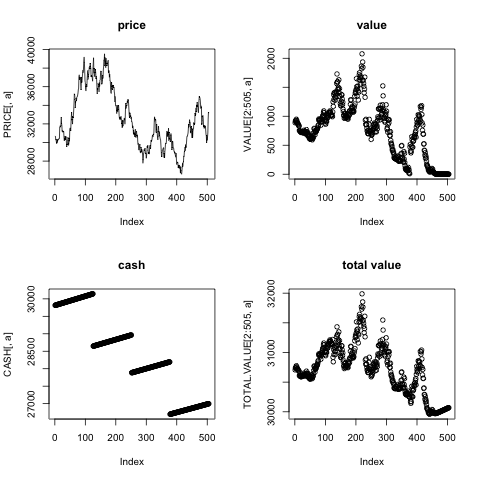 price
PRICE[, a]
28000 32000 36000 40000
0 100 200 300 400 500
Index
value
VALUE[2:505, a]
0 500 1000 2000
0 100 200 300 400 500
Index
cash
CASH[, a]
27000 28500 30000
0 100 200 300 400 500
Index
total value
TOTAL.VALUE[2:505, a]
30000 31000 32000
0 100 200 300 400 500
Index